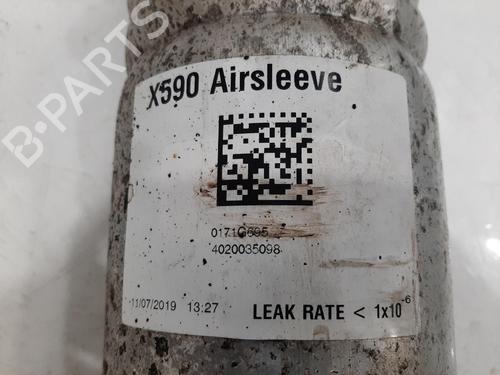 X590 Airsleeve
B-PARTS
0171C695
4020035098
11/07/2019 13:27
LEAK RATE < 1x10-6